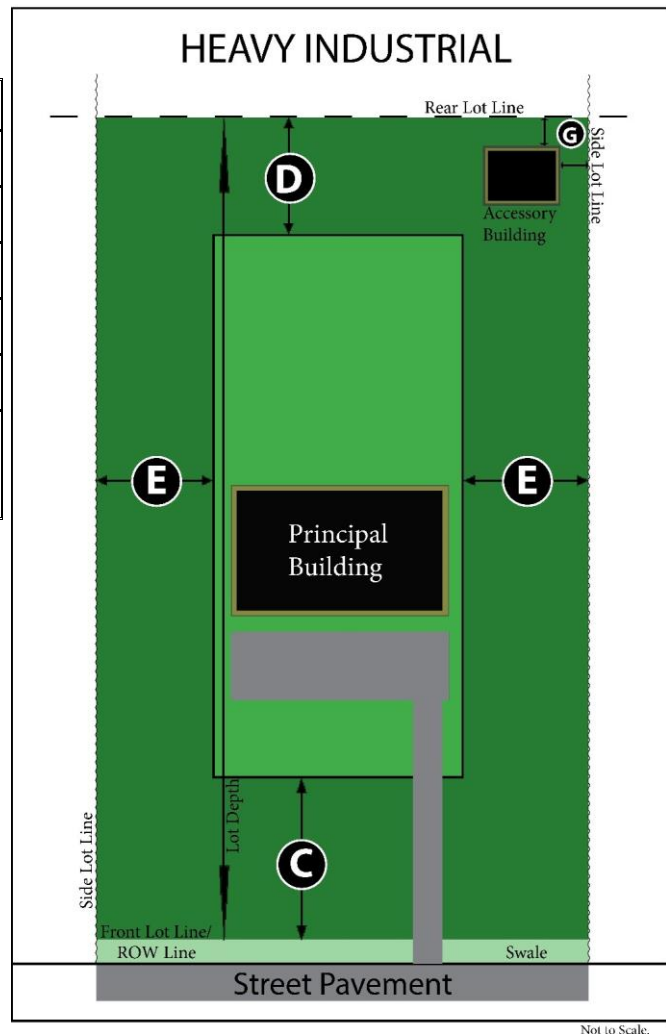 HEAVY INDUSTRIAL
Rear Lot Line
G
Side Lot Line
D
Accessory
Building
E
E
Principal
Building
Lot Depth
C
Side Lot Line
Front Lot Line/
ROW Line
Swale
Street Pavement
Not to Scale.